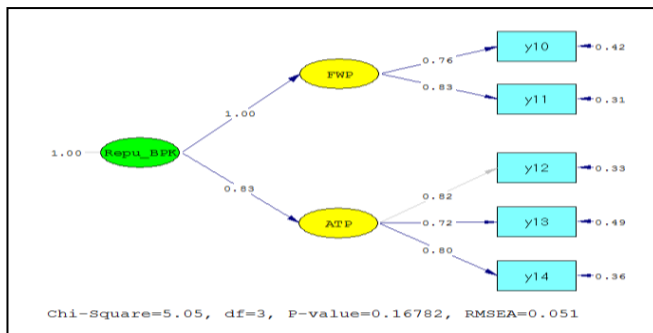 y10
0.42
0.76
FWP
0.83
y11
0.31
1.00
1.00
Repu_BPK
y12
0.33
0.83
0.82
ATP
0.72
y13
0.49
0.80
y14
0.36
Chi-Square=5.05, df=3, P-value=0.16782, RMSEA=0.051